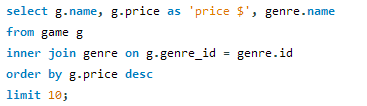 select g.name, g.price as 'price $', genre.name
from game g
inner join genre on g.genre_id = genre.id
order by g.price desc
limit 10;